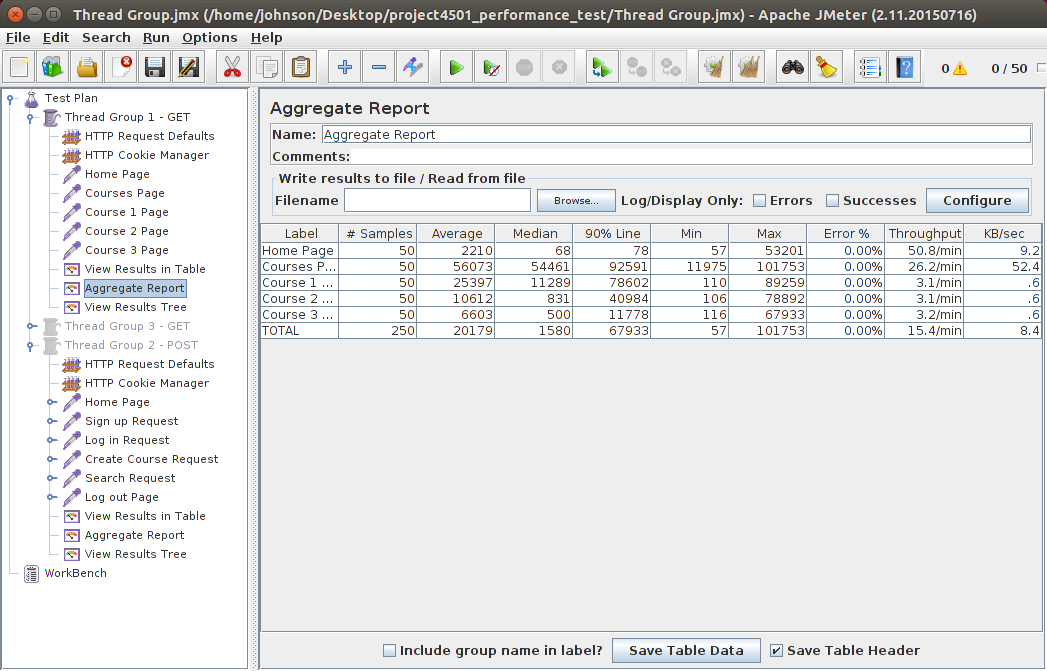 Thread Group.jmx (/home/johnson/Desktop/project4501_performance_test/Thread Group.jmx) - Apache JMeter (2.11.20150716)
File Edit Search Run Options Help
0 0 / 50
Test Plan
Thread Group 1 - GET
HTTP Request Defaults
HTTP Cookie Manager
Home Page
Courses Page
Course 1 Page
Course 2 Page
Course 3 Page
View Results in Table
Aggregate Report
View Results Tree
Thread Group 3 - GET
Thread Group 2 - POST
HTTP Request Defaults
HTTP Cookie Manager
Home Page
Sign up Request
Log in Request
Create Course Request
Search Request
Log out Page
View Results in Table
Aggregate Report
View Results Tree
WorkBench
Aggregate Report
Name: Aggregate Report
Comments:
Write results to file / Read from file
Filename Browse... Log/Display Only: Errors Successes Configure
Label # Samples Average Median 90% Line Min Max Error % Throughput KB/sec
Home Page 50 2210 68 78 57 53201 0.00% 50.8/min 9.2
Courses P... 50 56073 54461 92591 11975 101753 0.00% 26.2/min 52.4
Course 1 ... 50 25397 11289 78602 110 89259 0.00% 3.1/min .6
Course 2 ... 50 10612 831 40984 106 78892 0.00% 3.1/min .6
Course 3 ... 50 6603 500 11778 116 67933 0.00% 3.2/min .6
TOTAL 250 20179 1580 67933 57 101753 0.00% 15.4/min 8.4
Include group name in label? Save Table Data Save Table Header